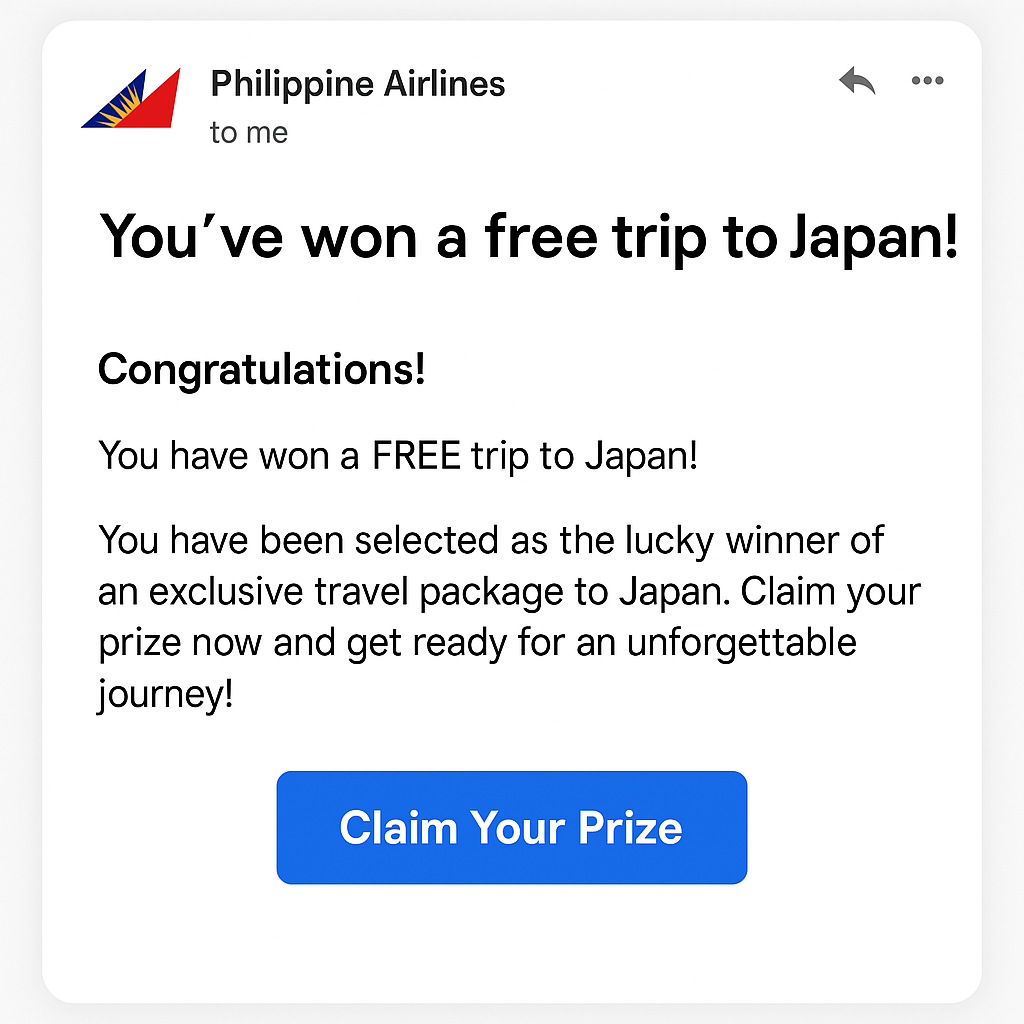 Philippine Airlines
to me
You’ve won a free trip to Japan!
Congratulations!
You have won a FREE trip to Japan!
You have been selected as the lucky winner of
an exclusive travel package to Japan. Claim your
prize now and get ready for an unforgettable
journey!
Claim Your Prize